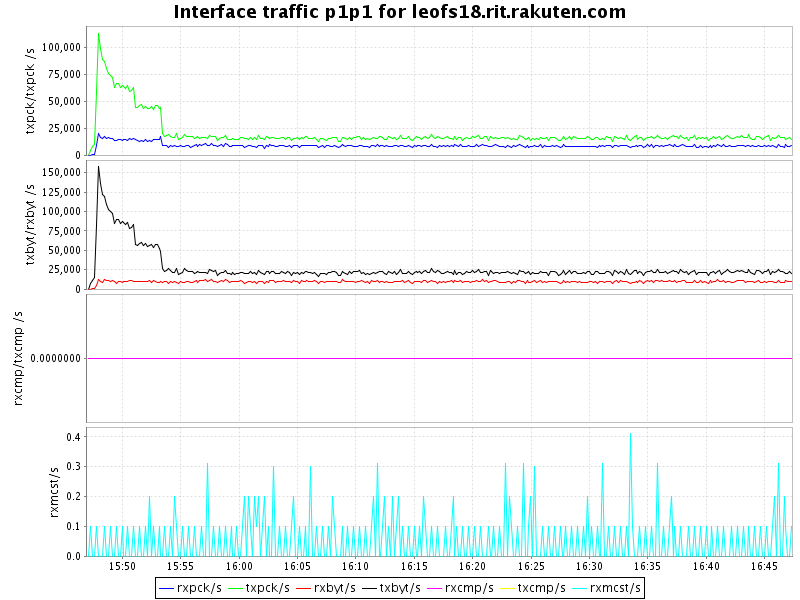 Interface traffic p1p1 for leofs18.rit.rakuten.com
txpck/txpck /s
100,000
75,000
50,000
25,000
0
txbyt/rxbyt /s
150,000
125,000
100,000
75,000
50,000
25,000
0
rxcmp/txcmp /s
0.0000000
rxmcst/s
0.4
0.3
0.2
0.1
0.0
15:50 15:55 16:00 16:05 16:10 16:15 16:20 16:25 16:30 16:35 16:40 16:45
rxpck/s txpck/s rxbyt/s txbyt/s rxcmp/s txcmp/s rxmcst/s